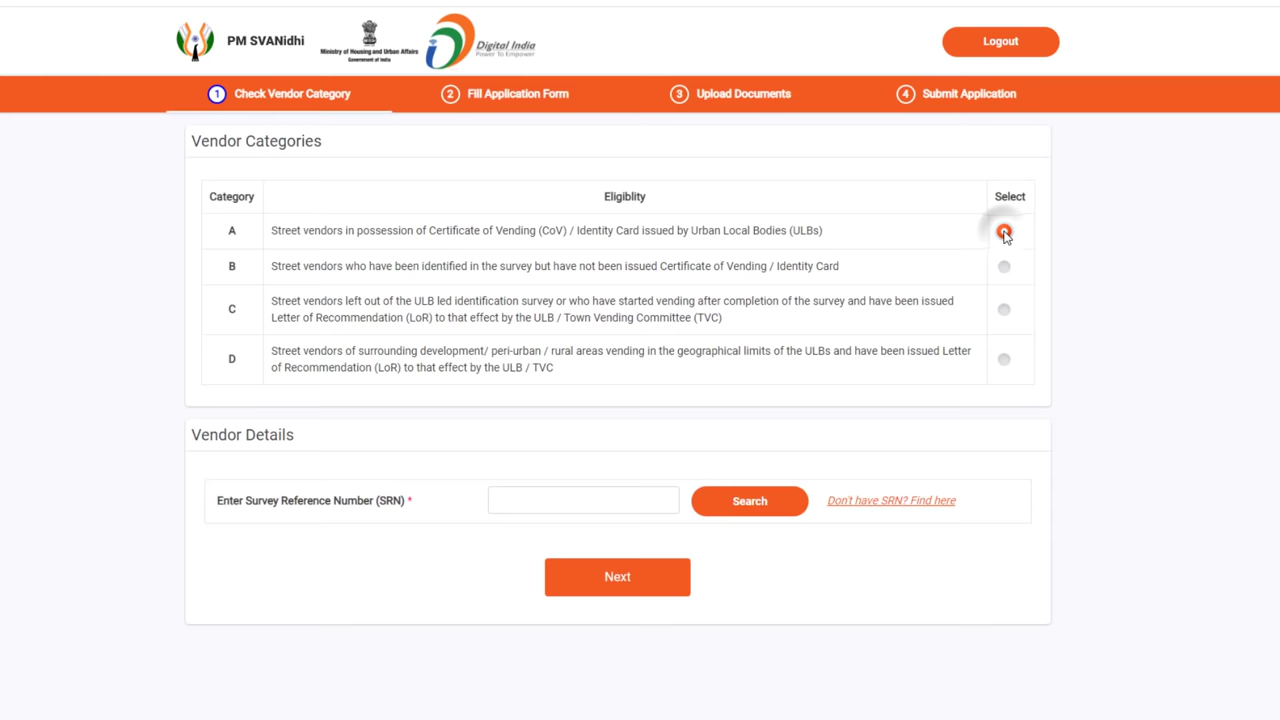 PM SVANidhi
Ministry of Housing and Urban Affairs
Government of India
Digital India
Power To Empower
Logout
1 Check Vendor Category
2 Fill Application Form
3 Upload Documents
4 Submit Application
Vendor Categories
Category Eligiblity Select
A Street vendors in possession of Certificate of Vending (CoV) / Identity Card issued by Urban Local Bodies (ULBs)
B Street vendors who have been identified in the survey but have not been issued Certificate of Vending / Identity Card
C Street vendors left out of the ULB led identification survey or who have started vending after completion of the survey and have been issued
Letter of Recommendation (LoR) to that effect by the ULB / Town Vending Committee (TVC)
D Street vendors of surrounding development/ peri-urban / rural areas vending in the geographical limits of the ULBs and have been issued Letter
of Recommendation (LoR) to that effect by the ULB / TVC
Vendor Details
Enter Survey Reference Number (SRN) * Search Don't have SRN? Find here
Next